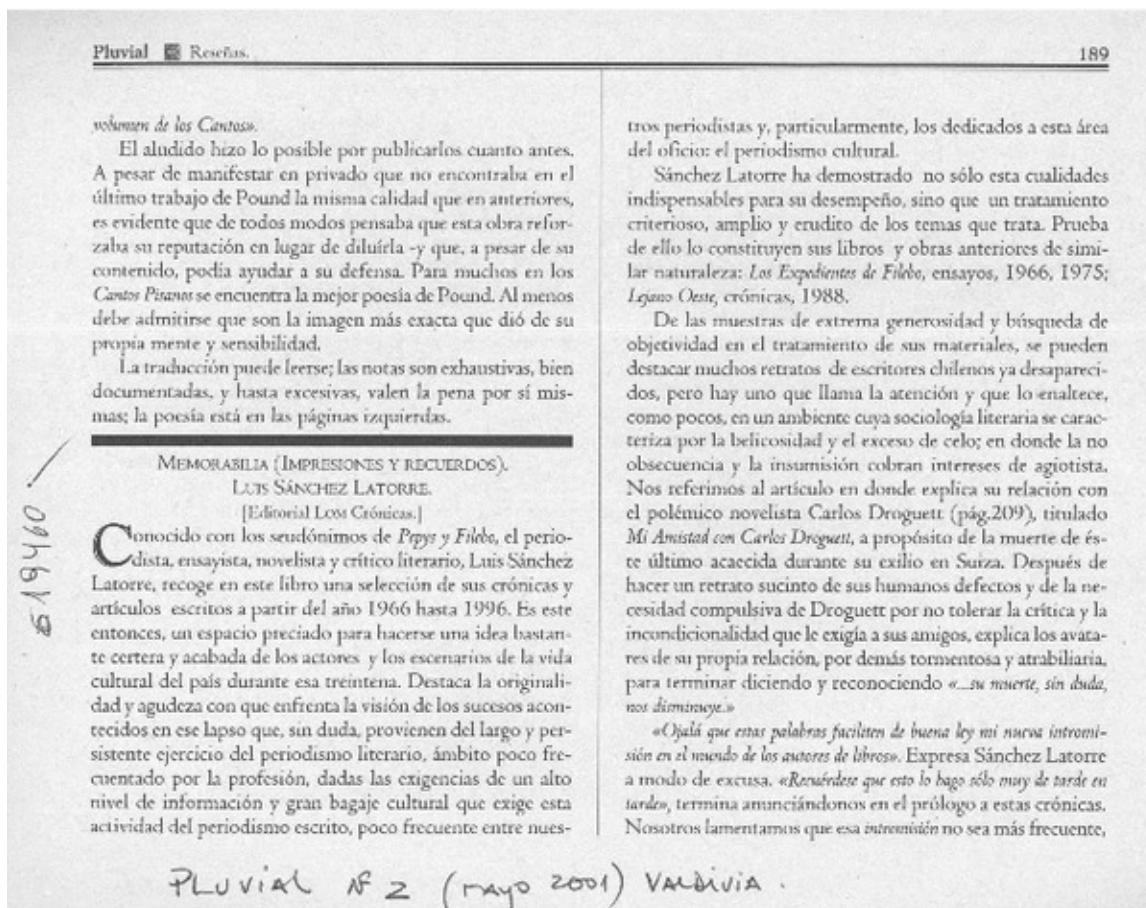 Pluvial Reseñas.
189
volumen de los Cantos».
El aludido hizo lo posible por publicarlos cuanto antes.
A pesar de manifestar en privado que no encontraba en el
último trabajo de Pound la misma calidad que en anteriores,
es evidente que de todos modos pensaba que esta obra refor-
zaba su reputación en lugar de diluírla -y que, a pesar de su
contenido, podía ayudar a su defensa. Para muchos en los
Cantos Pisanos se encuentra la mejor poesía de Pound. Al menos
debe admitirse que son la imagen más exacta que dió de su
propia mente y sensibilidad.
La traducción puede leerse; las notas son exhaustivas, bien
documentadas, y hasta excesivas, valen la pena por sí mis-
mas; la poesía está en las páginas izquierdas.
MEMORABILIA (IMPRESIONES Y RECUERDOS).
LUIS SÁNCHEZ LATORRE.
[Editorial LOM Crónicas.]
Conocido con los seudónimos de Pepys y Filebo, el perio-
dista, ensayista, novelista y crítico literario, Luis Sánchez
Latorre, recoge en este libro una selección de sus crónicas y
artículos escritos a partir del año 1966 hasta 1996. Es este
entonces, un espacio preciado para hacerse una idea bastan-
te certera y acabada de los actores y los escenarios de la vida
cultural del país durante esa treintena. Destaca la originali-
dad y agudeza con que enfrenta la visión de los sucesos acon-
tecidos en ese lapso que, sin duda, provienen del largo y per-
sistente ejercicio del periodismo literario, ámbito poco fre-
cuentado por la profesión, dadas las exigencias de un alto
nivel de información y gran bagaje cultural que exige esta
actividad del periodismo escrito, poco frecuente entre nues-
tros periodistas y, particularmente, los dedicados a esta área
del oficio: el periodismo cultural.
Sánchez Latorre ha demostrado no sólo esta cualidades
indispensables para su desempeño, sino que un tratamiento
criterioso, amplio y erudito de los temas que trata. Prueba
de ello lo constituyen sus libros y obras anteriores de simi-
lar naturaleza: Los Expedientes de Filebo, ensayos, 1966, 1975;
Lejano Oeste, crónicas, 1988.
De las muestras de extrema generosidad y búsqueda de
objetividad en el tratamiento de sus materiales, se pueden
destacar muchos retratos de escritores chilenos ya desapareci-
dos, pero hay uno que llama la atención y que lo enaltece,
como pocos, en un ambiente cuya sociología literaria se carac-
teriza por la belicosidad y el exceso de celo; en donde la no
obsecuencia y la insumisión cobran intereses de agiotista.
Nos referimos al artículo en donde explica su relación con
el polémico novelista Carlos Droguett (pág.209), titulado
Mi Amistad con Carlos Droguett, a propósito de la muerte de és-
te último acaecida durante su exilio en Suiza. Después de
hacer un retrato sucinto de sus humanos defectos y de la ne-
cesidad compulsiva de Droguett por no tolerar la crítica y la
incondicionalidad que le exigía a sus amigos, explica los avata-
res de su propia relación, por demás tormentosa y atrabiliaria,
para terminar diciendo y reconociendo «...su muerte, sin duda,
nos disminuye.»
«Ojalá que estas palabras faciliten de buena ley mi nueva intromi-
sión en el mundo de los autores de libros». Expresa Sánchez Latorre
a modo de excusa. «Recuérdese que esto lo hago sólo muy de tarde en
tarde», termina anunciándonos en el prólogo a estas crónicas.
Nosotros lamentamos que esa intromisión no sea más frecuente,
PLUVIAL Nº 2 (MAYO 2001) VALDIVIA.